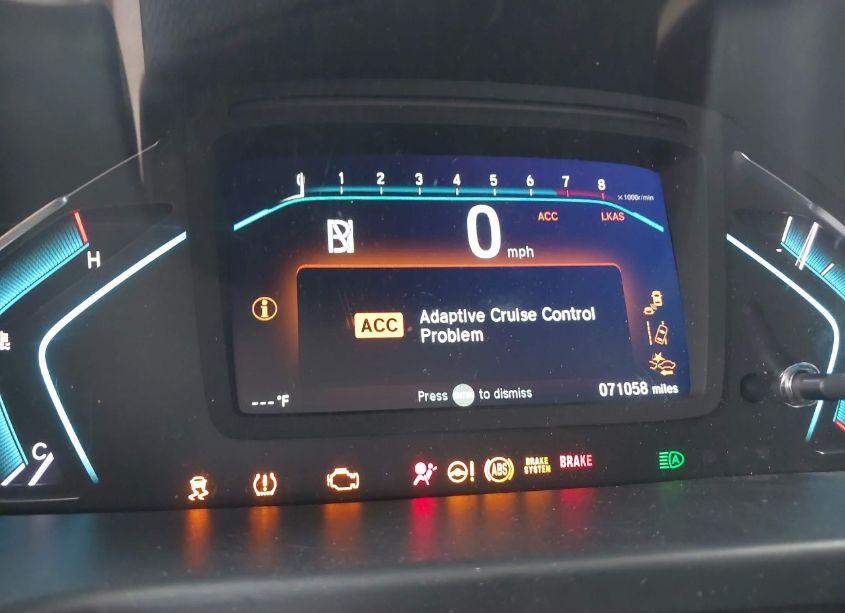 0 1 2 3 4 5 6 7 8
×1000r/min
ACC LKAS
0 mph
H
ACC Adaptive Cruise Control
Problem
---°F
Press to dismiss
071058 miles
C
! ! ABS BRAKE
SYSTEM BRAKE A